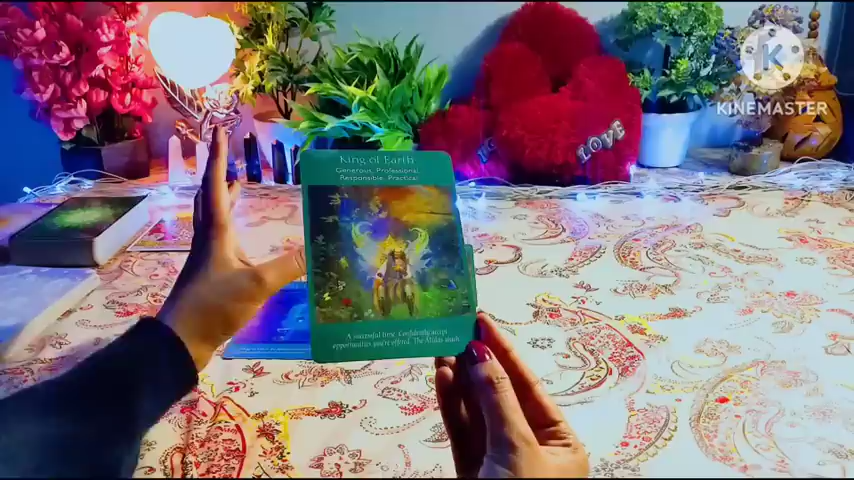 KINEMASTER
King of Earth
Generous, Professional
Responsible, Practical
LOVE
A successful time. Confidently accept
opportunities you're offered. The Midas touch